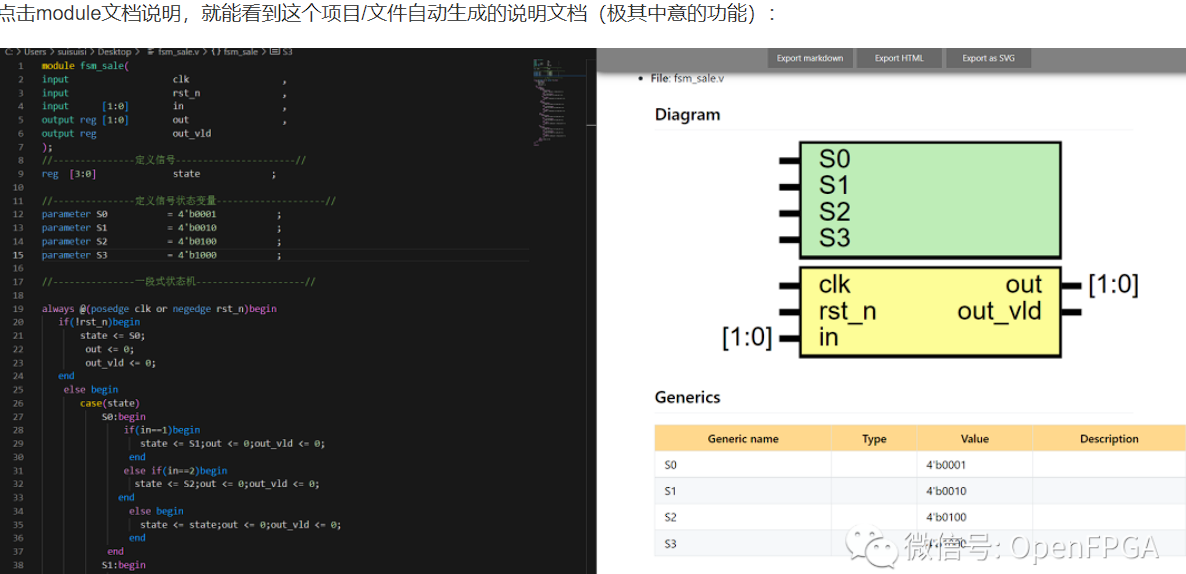 点击module文档说明，就能看到这个项目/文件自动生成的说明文档（极其中意的功能）：
C: > Users > suisuisi > Desktop > fsm_sale.v > {} fsm_sale > S3
1 module fsm_sale(
2 input clk ,
3 input rst_n ,
4 input [1:0] in ,
5 output reg [1:0] out ,
6 output reg out_vld
7 );
8 //---------------定义信号----------------------//
9 reg [3:0] state ;
10
11 //---------------定义信号状态变量--------------------//
12 parameter S0 = 4'b0001 ;
13 parameter S1 = 4'b0010 ;
14 parameter S2 = 4'b0100 ;
15 parameter S3 = 4'b1000 ;
16
17 //---------------一段式状态机--------------------//
18
19 always @(posedge clk or negedge rst_n)begin
20 if(!rst_n)begin
21 state <= S0;
22 out <= 0;
23 out_vld <= 0;
24 end
25 else begin
26 case(state)
27 S0:begin
28 if(in==1)begin
29 state <= S1;out <= 0;out_vld <= 0;
30 end
31 else if(in==2)begin
32 state <= S2;out <= 0;out_vld <= 0;
33 end
34 else begin
35 state <= state;out <= 0;out_vld <= 0;
36 end
37 end
38 S1:begin
Export markdown Export HTML Export as SVG
File: fsm_sale.v
Diagram
S0
S1
S2
S3
clk out [1:0]
rst_n out_vld
[1:0] in
Generics
Generic name Type Value Description
S0 4'b0001
S1 4'b0010
S2 4'b0100
S3 4'b1000
微信号: OpenFPGA